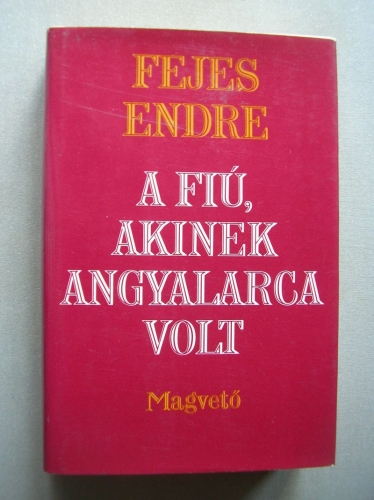 FEJES
ENDRE
A FIÚ,
AKINEK
ANGYALARCA
VOLT
Magvető